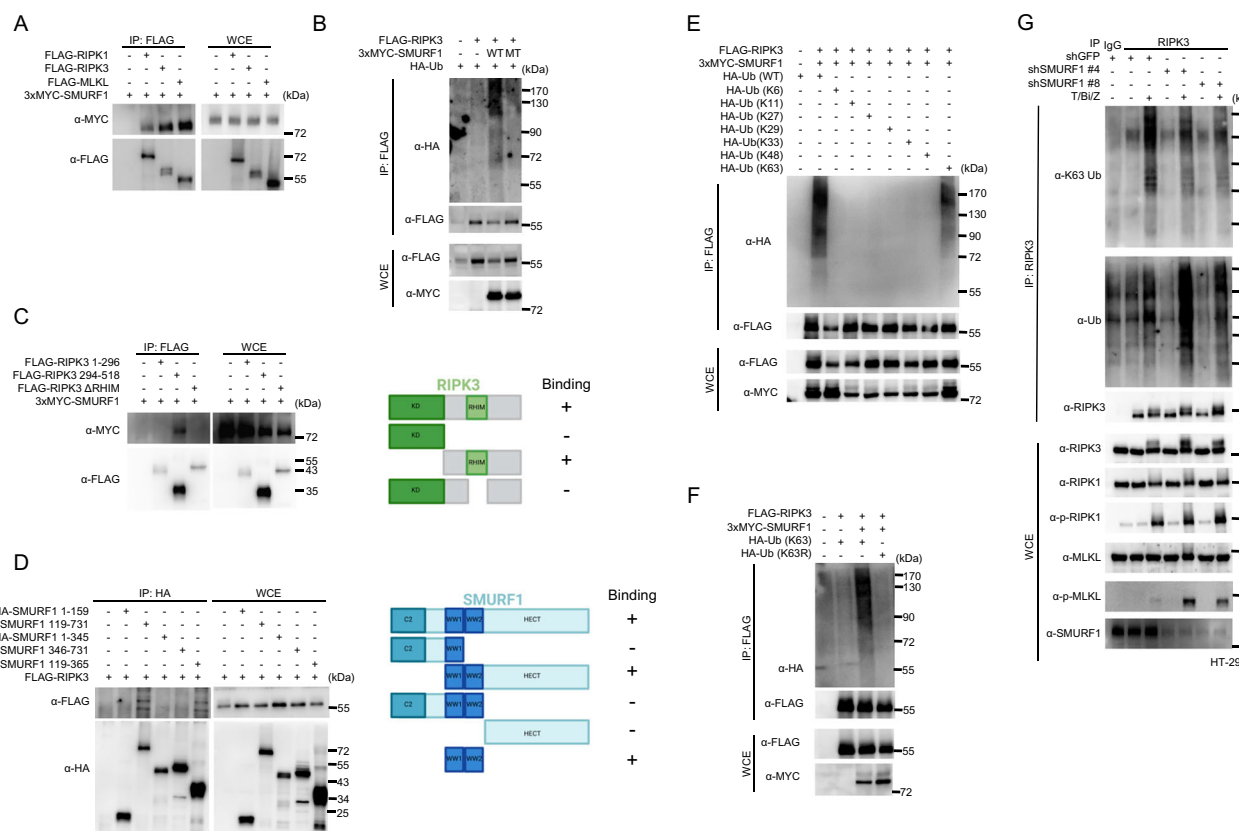 A
IP: FLAG WCE
FLAG-RIPK1 - + - - - + - -
FLAG-RIPK3 - - + - - - + -
FLAG-MLKL - - - + - - - +
3xMYC-SMURF1 + + + + + + + + (kDa)
α-MYC
72
α-FLAG
72
55
B
FLAG-RIPK3 - + + +
3xMYC-SMURF1 - - WT MT
HA-Ub + + + + (kDa)
IP: FLAG
α-HA
170
130
90
72
55
α-FLAG
55
WCE
α-FLAG
55
α-MYC
72
C
IP: FLAG WCE
FLAG-RIPK3 1-296 - + - - - + - -
FLAG-RIPK3 294-518 - - + - - - + -
FLAG-RIPK3 ΔRHIM - - - + - - - +
3xMYC-SMURF1 + + + + + + + + (kDa)
α-MYC
72
α-FLAG
55
43
35
RIPK3 Binding
KD RHIM +
KD -
RHIM +
KD -
D
IP: HA WCE
HA-SMURF1 1-159 - + - - - - - + - - - -
SMURF1 119-731 - - + - - - - - + - - -
HA-SMURF1 1-345 - - - + - - - - - + - -
SMURF1 346-731 - - - - + - - - - - + -
SMURF1 119-365 - - - - - + - - - - - +
FLAG-RIPK3 + + + + + + + + + + + + (kDa)
α-FLAG
55
α-HA
72
55
43
34
25
SMURF1 Binding
C2 WW1 WW2 HECT +
C2 WW1 -
WW1 WW2 HECT +
C2 WW1 WW2 -
HECT -
WW1 WW2 +
E
FLAG-RIPK3 - + + + + + + + +
3xMYC-SMURF1 - + + + + + + + +
HA-Ub (WT) + + - - - - - - -
HA-Ub (K6) - - + - - - - - -
HA-Ub (K11) - - - + - - - - -
HA-Ub (K27) - - - - + - - - -
HA-Ub (K29) - - - - - + - - -
HA-Ub(K33) - - - - - - + - -
HA-Ub (K48) - - - - - - - + -
HA-Ub (K63) - - - - - - - - + (kDa)
IP: FLAG
α-HA
170
130
90
72
55
α-FLAG
55
WCE
α-FLAG
55
α-MYC
72
F
FLAG-RIPK3 - + + +
3xMYC-SMURF1 - - + +
HA-Ub (K63) - + + -
HA-Ub (K63R) - - - +
(kDa)
IP: FLAG
α-HA
170
130
90
72
55
α-FLAG
55
WCE
α-FLAG
55
α-MYC
72
G
IP IgG RIPK3
shGFP + + + - - - -
shSMURF1 #4 - - - + + - -
shSMURF1 #8 - - - - - + +
T/Bi/Z - - + - + - +
IP: RIPK3
α-K63 Ub
α-Ub
α-RIPK3
WCE
α-RIPK3
α-RIPK1
α-p-RIPK1
α-MLKL
α-p-MLKL
α-SMURF1
HT-29